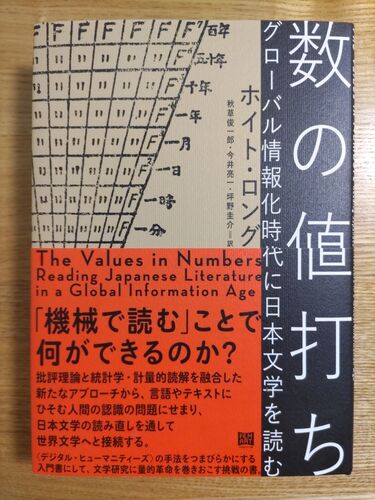 数の値打ち
グローバル情報化時代に日本文学を読む
ホイト・ロング
秋草俊一郎・今井亮一・坪野圭介=訳
百年
五十年
十年
F 一年
F 一月
F 一日
F 一時
F 一分
The Values in Numbers
Reading Japanese Literature
in a Global Information Age
「機械で読む」ことで
何ができるのか?
批評理論と統計学・計量的読解を融合した
新たなアプローチから、言語やテキストに
ひそむ人間の認識の問題にせまり、
日本文学の読み直しを通して
世界文学へと接続する。
〈デジタル・ヒューマニティーズ〉の手法をつまびらかにする
入門書にして、文学研究に量的革命を巻きおこす挑戦の書。